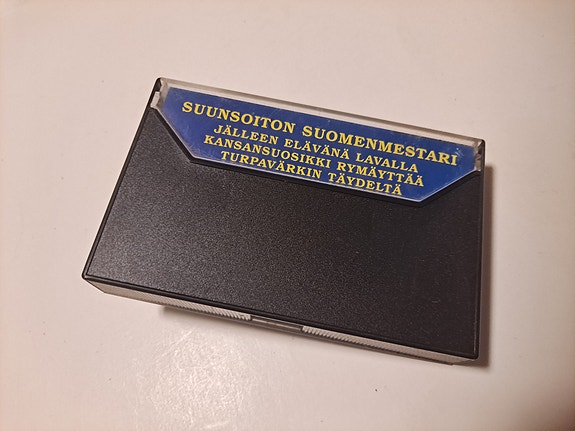 SUUNSOITON SUOMENMESTARI
JÄLLEEN ELÄVÄNÄ LAVALLA
KANSANSUOSIKKI RYMÄYTTÄÄ
TURPAVÄRKIN TÄYDELTÄ